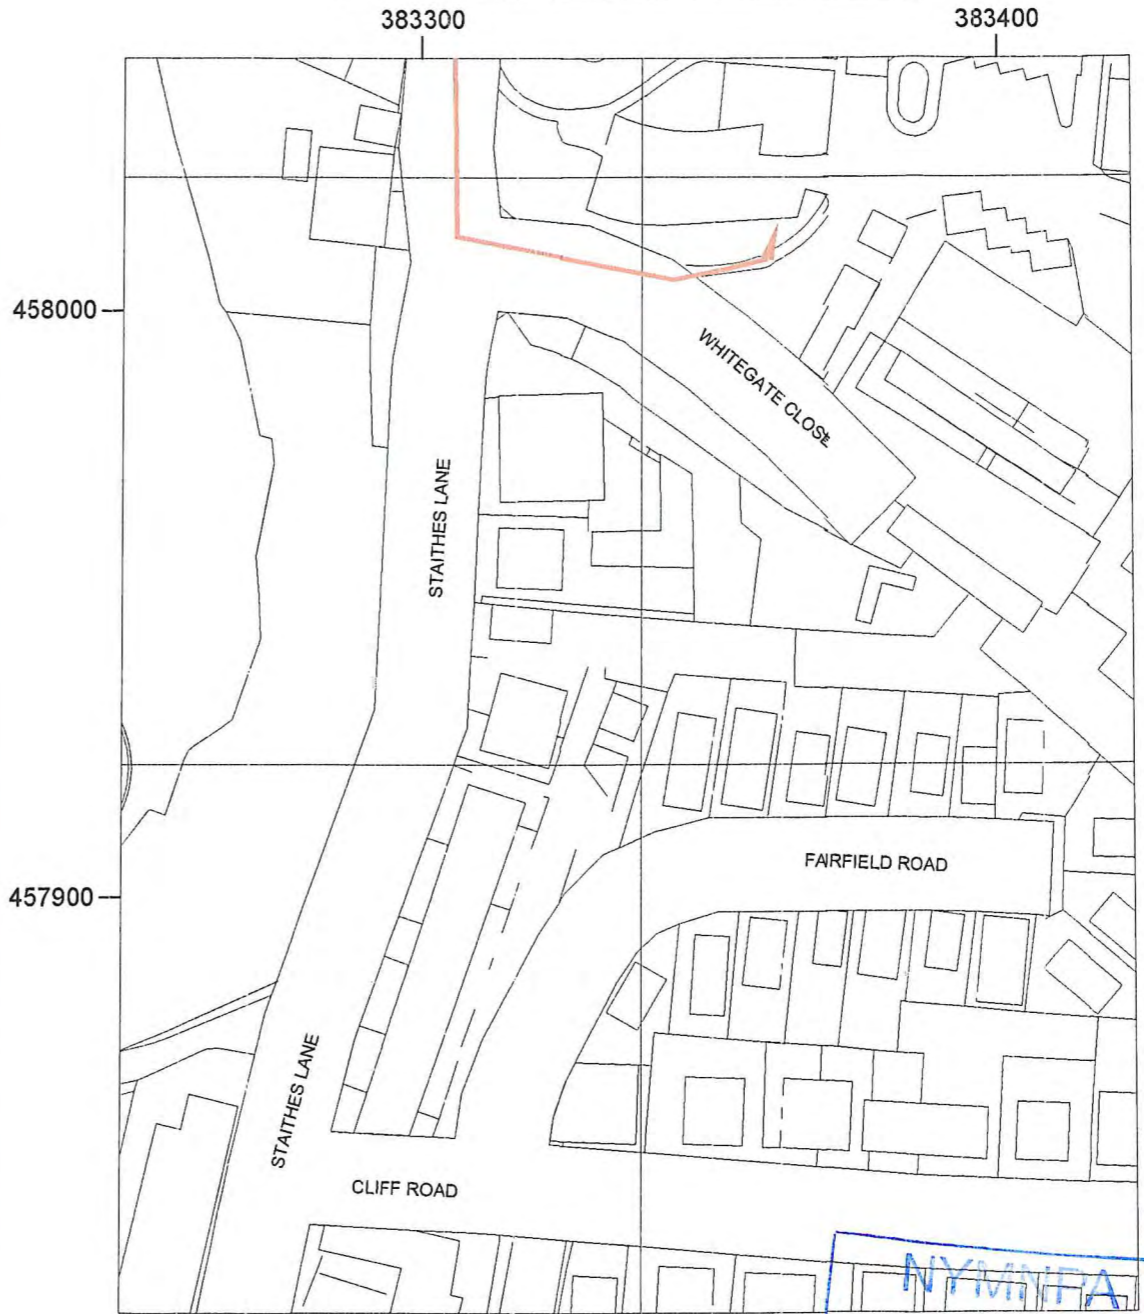 383300
383400
458000
WHITEGATE CLOSE
STAITHES LANE
FAIRFIELD ROAD
457900
STAITHES LANE
CLIFF ROAD
NYMNPA